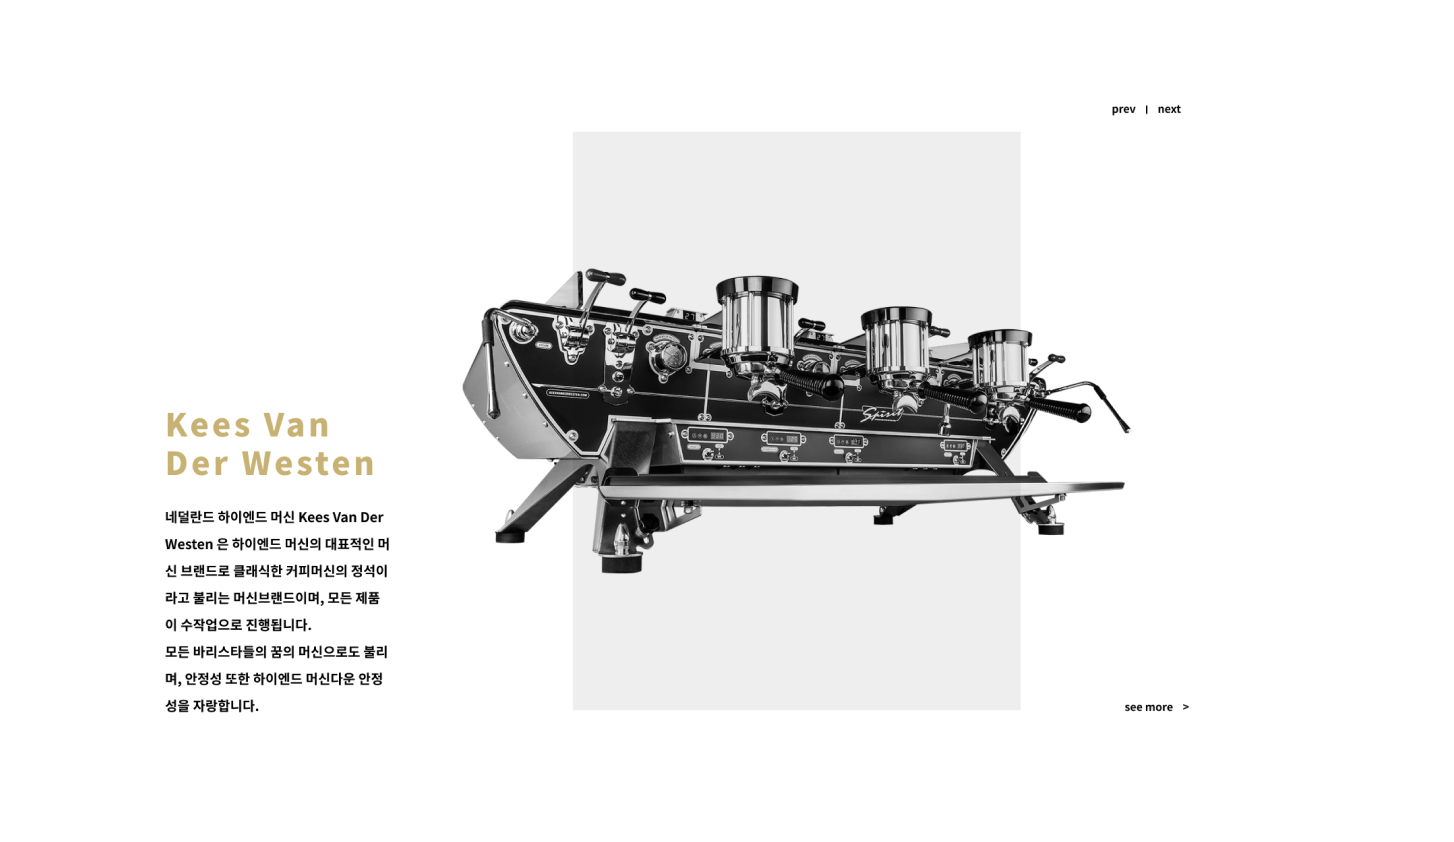 prev | next
Kees Van
Der Westen
네덜란드 하이엔드 머신 Kees Van Der
Westen 은 하이엔드 머신의 대표적인 머
신 브랜드로 클래식한 커피머신의 정석이
라고 불리는 머신브랜드이며, 모든 제품
이 수작업으로 진행됩니다.
모든 바리스타들의 꿈의 머신으로도 불리
며, 안정성 또한 하이엔드 머신다운 안정
성을 자랑합니다.
Spirit
see more >